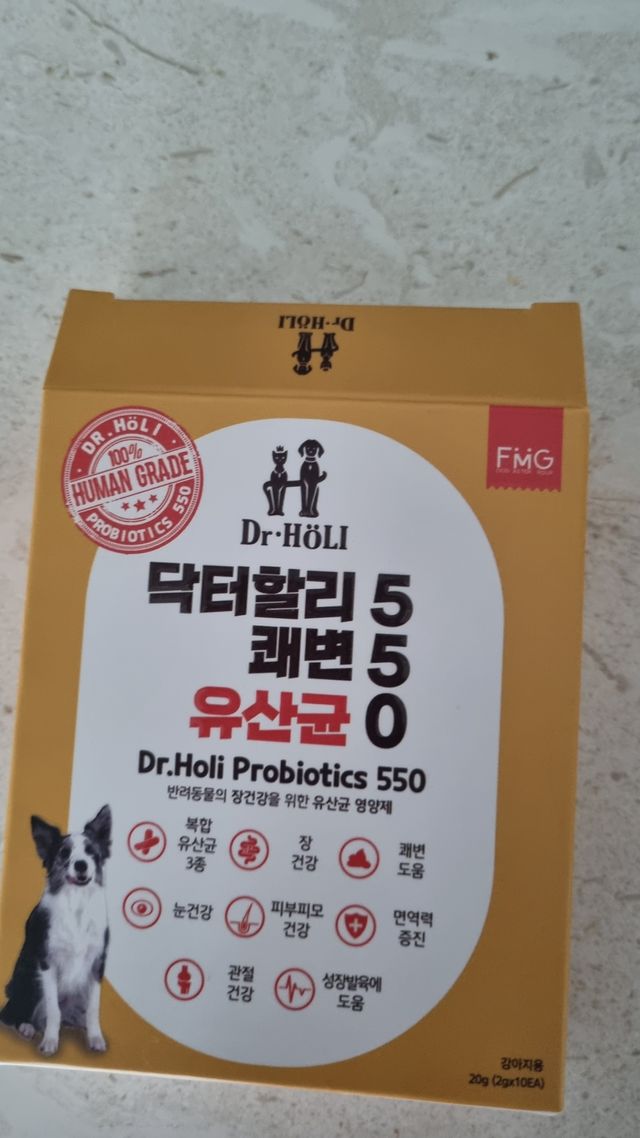 Dr·HöLI
DR.HöLI
100%
HUMAN GRADE
PROBIOTICS 550
FMG
Dr·HöLI
닥터할리 5
쾌변 5
유산균 0
Dr.Holi Probiotics 550
반려동물의 장건강을 위한 유산균 영양제
복합
유산균
3종
장
건강
쾌변
도움
눈건강
피부피모
건강
면역력
증진
관절
건강
성장발육에
도움
강아지용
20g (2gx10EA)